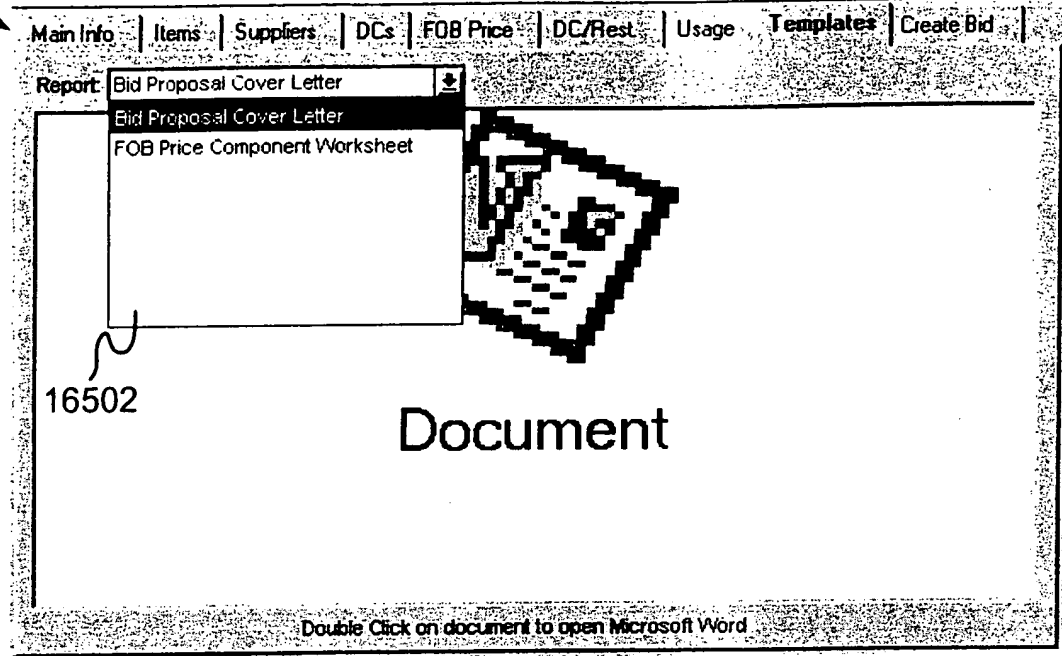 Main Info Items Suppliers DCs FOB Price DC/Rest. Usage Templates Create Bid
Report: Bid Proposal Cover Letter
Bid Proposal Cover Letter
FOB Price Component Worksheet
16502
Document
Double Click on document to open Microsoft Word